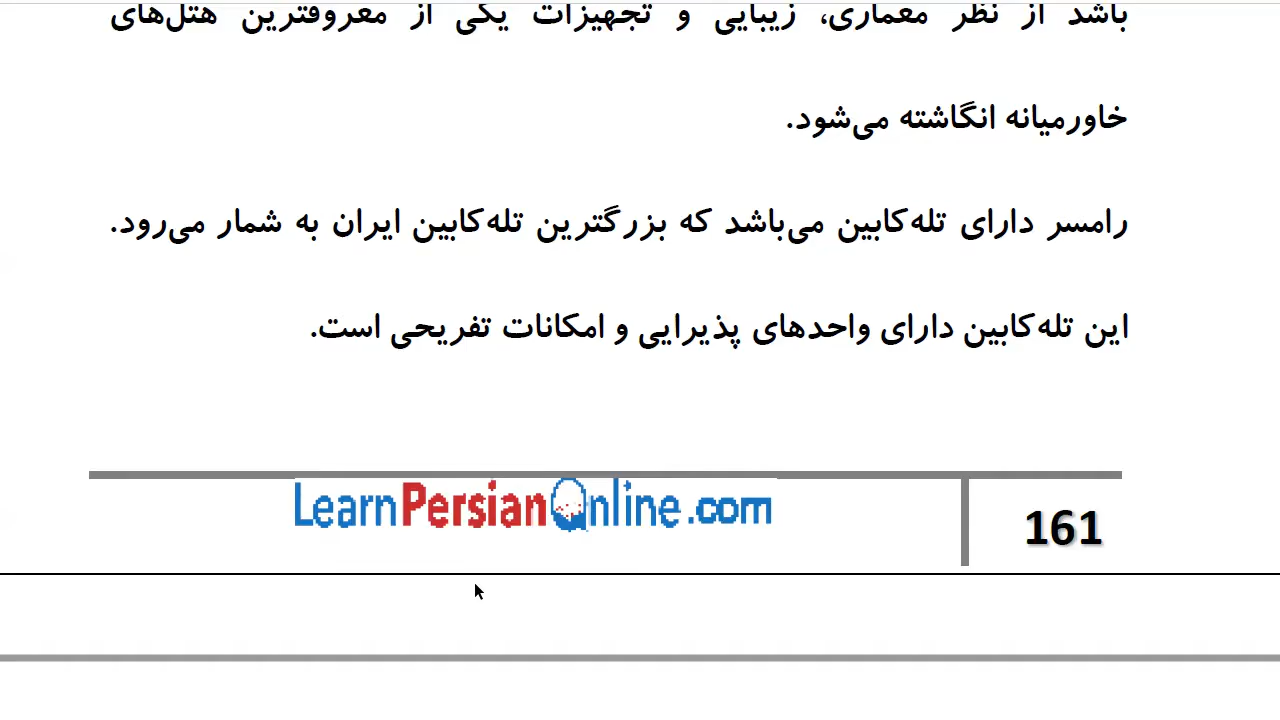 باشد از نظر معماری، زیبایی و تجهیزات یکی از معروفترین هتل‌های
خاورمیانه انگاشته می‌شود.
رامسر دارای تله‌کابین می‌باشد که بزرگترین تله‌کابین ایران به شمار می‌رود.
این تله‌کابین دارای واحدهای پذیرایی و امکانات تفریحی است.
LearnPersianOnline.com
161